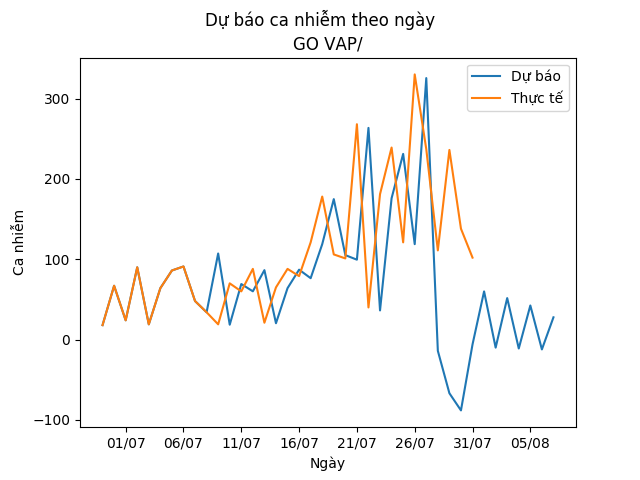 Dự báo ca nhiễm theo ngày
GO VAP/
Dự báo
Thực tế
Ca nhiễm
300
200
100
0
−100
01/07 06/07 11/07 16/07 21/07 26/07 31/07 05/08
Ngày